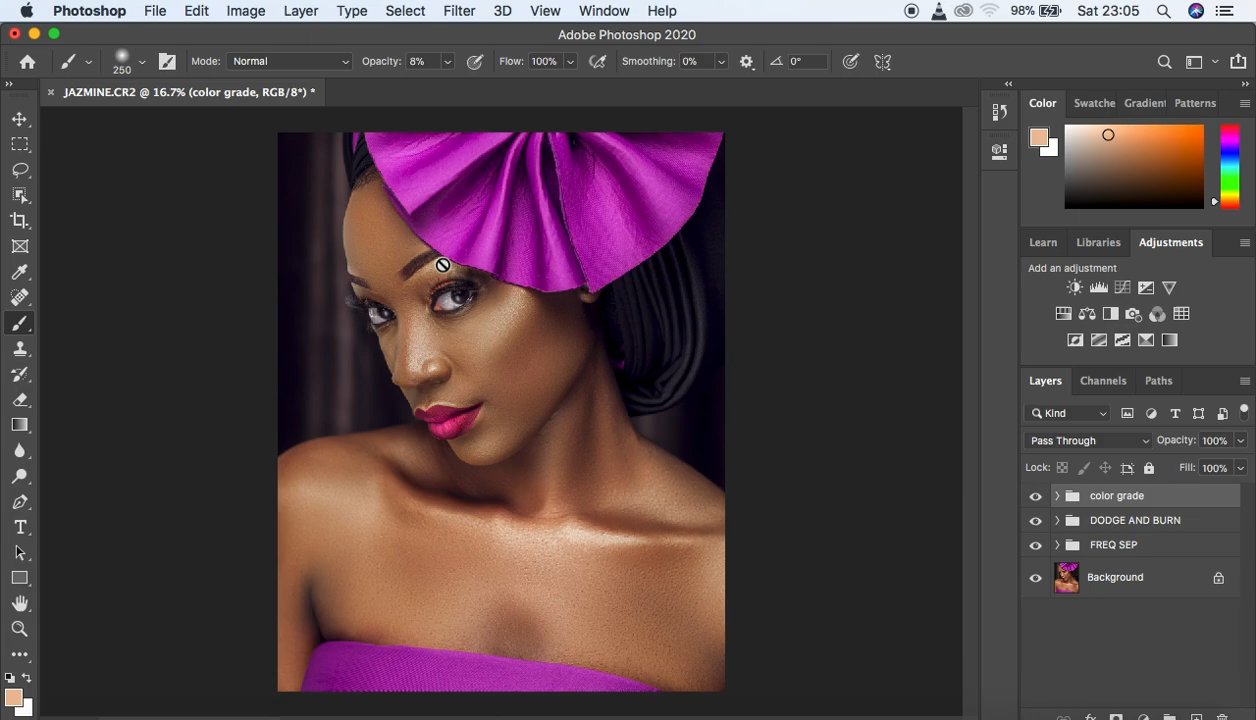 Photoshop File Edit Image Layer Type Select Filter 3D View Window Help 98% Sat 23:05
Adobe Photoshop 2020
250 Mode: Normal Opacity: 8% Flow: 100% Smoothing: 0% 0°
JAZMINE.CR2 @ 16.7% (color grade, RGB/8*) *
Color Swatche Gradient Patterns
Learn Libraries Adjustments
Add an adjustment
Layers Channels Paths
Kind
Pass Through Opacity: 100%
Lock: Fill: 100%
color grade
DODGE AND BURN
FREQ SEP
Background